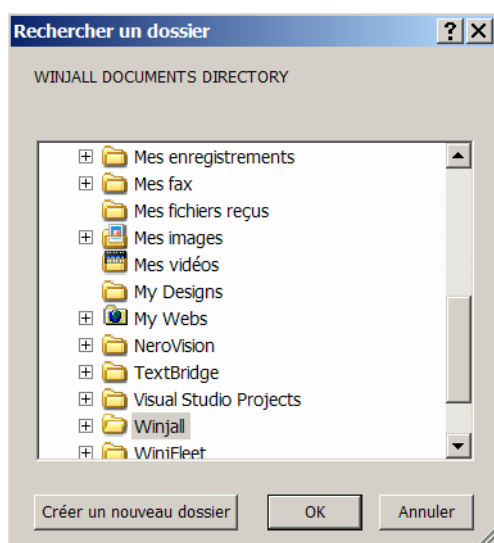 Rechercher un dossier
WINJALL DOCUMENTS DIRECTORY
Mes enregistrements
Mes fax
Mes fichiers reçus
Mes images
Mes vidéos
My Designs
My Webs
NeroVision
TextBridge
Visual Studio Projects
Winjall
WiniFleet
Créer un nouveau dossier OK Annuler